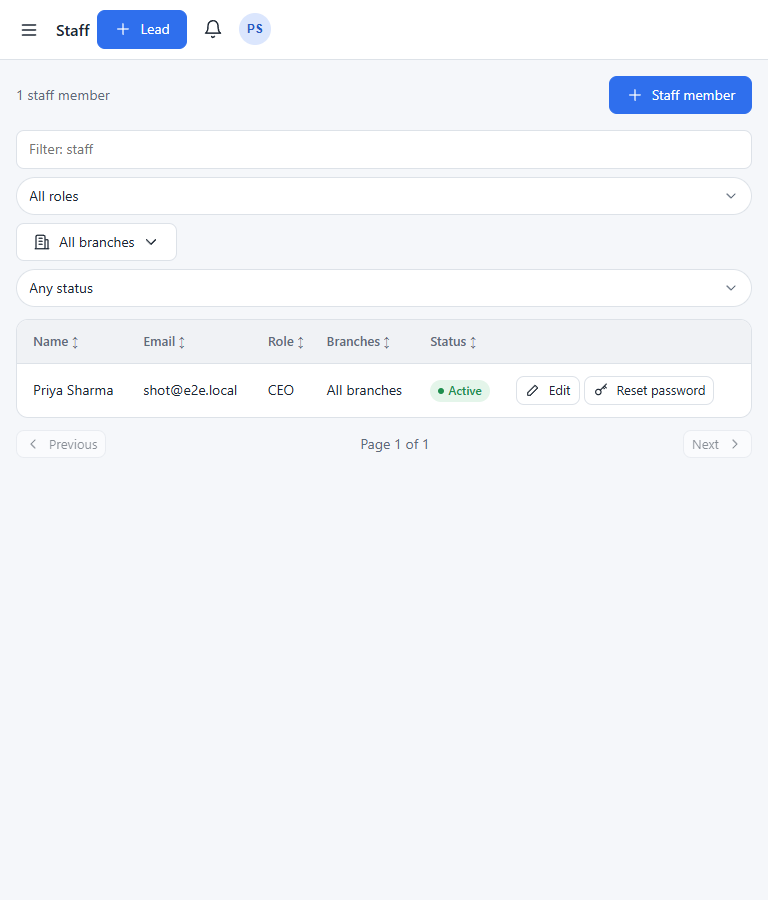 Staff + Lead PS
1 staff member + Staff member
Filter: staff
All roles
All branches
Any status
Name Email Role Branches Status
Priya Sharma shot@e2e.local CEO All branches Active Edit Reset password
Previous Page 1 of 1 Next